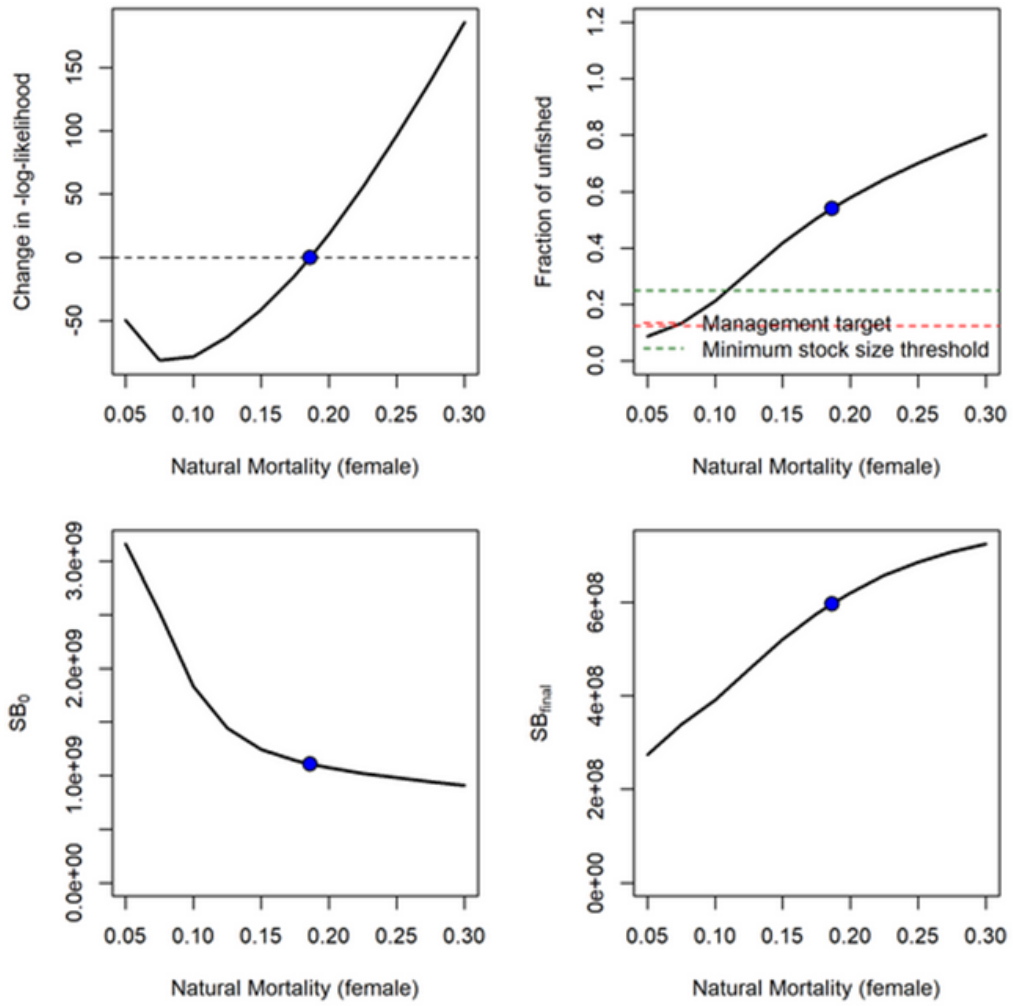 Change in -log-likelihood
150
100
50
0
-50
0.05 0.10 0.15 0.20 0.25 0.30
Natural Mortality (female)
Fraction of unfished
1.2
1.0
0.8
0.6
0.4
0.2
0.0
Management target
Minimum stock size threshold
0.05 0.10 0.15 0.20 0.25 0.30
Natural Mortality (female)
SB0
3.0e+09
2.0e+09
1.0e+09
0.0e+00
0.05 0.10 0.15 0.20 0.25 0.30
Natural Mortality (female)
SBfinal
6e+08
4e+08
2e+08
0e+00
0.05 0.10 0.15 0.20 0.25 0.30
Natural Mortality (female)